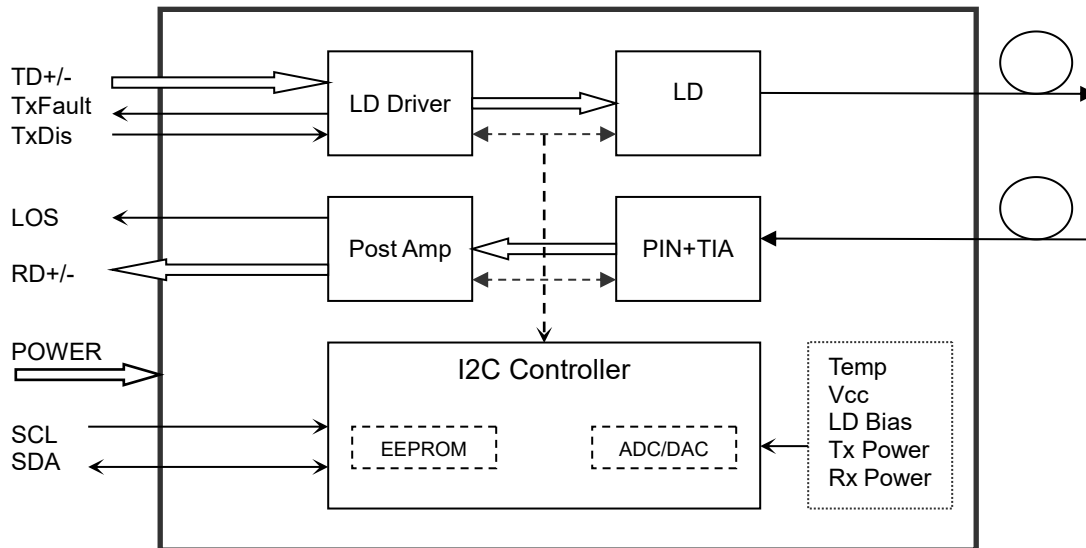 TD+/-
TxFault
TxDis
LD Driver
LD
LOS
RD+/-
Post Amp
PIN+TIA
POWER
I2C Controller
SCL
SDA
EEPROM
ADC/DAC
Temp
Vcc
LD Bias
Tx Power
Rx Power